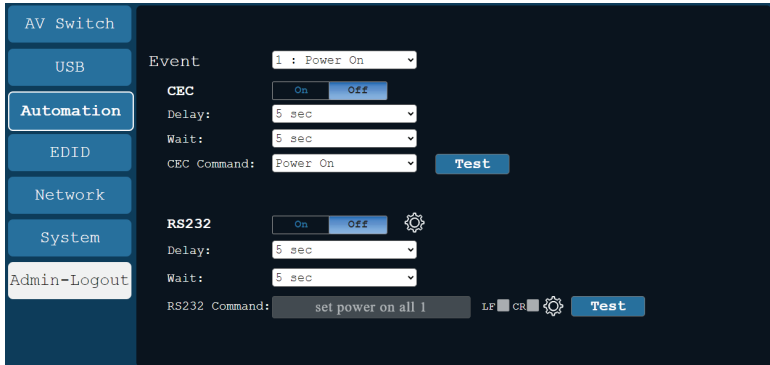 AV Switch
USB
Automation
EDID
Network
System
Admin-Logout
Event 1 : Power On
CEC On Off
Delay: 5 sec
Wait: 5 sec
CEC Command: Power On Test
RS232 On Off
Delay: 5 sec
Wait: 5 sec
RS232 Command: set power on all 1 LF CR Test